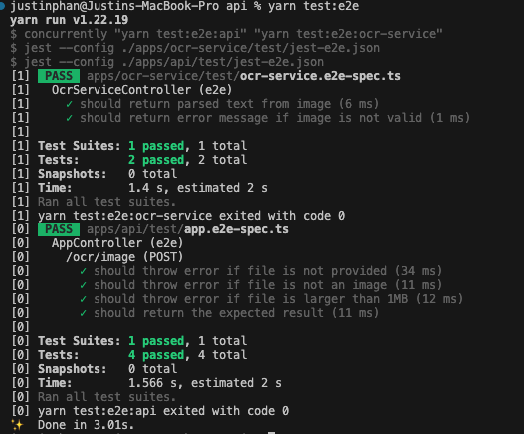 justinphan@Justins-MacBook-Pro api % yarn test:e2e
yarn run v1.22.19
$ concurrently "yarn test:e2e:api" "yarn test:e2e:ocr-service"
$ jest --config ./apps/ocr-service/test/jest-e2e.json
$ jest --config ./apps/api/test/jest-e2e.json
[1] PASS apps/ocr-service/test/ocr-service.e2e-spec.ts
[1]   OcrServiceController (e2e)
[1]     ✓ should return parsed text from image (6 ms)
[1]     ✓ should return error message if image is not valid (1 ms)
[1]
[1] Test Suites: 1 passed, 1 total
[1] Tests:       2 passed, 2 total
[1] Snapshots:   0 total
[1] Time:        1.4 s, estimated 2 s
[1] Ran all test suites.
[1] yarn test:e2e:ocr-service exited with code 0
[0] PASS apps/api/test/app.e2e-spec.ts
[0]   AppController (e2e)
[0]     /ocr/image (POST)
[0]       ✓ should throw error if file is not provided (34 ms)
[0]       ✓ should throw error if file is not an image (11 ms)
[0]       ✓ should throw error if file is larger than 1MB (12 ms)
[0]       ✓ should return the expected result (11 ms)
[0]
[0] Test Suites: 1 passed, 1 total
[0] Tests:       4 passed, 4 total
[0] Snapshots:   0 total
[0] Time:        1.566 s, estimated 2 s
[0] Ran all test suites.
[0] yarn test:e2e:api exited with code 0
✨  Done in 3.01s.